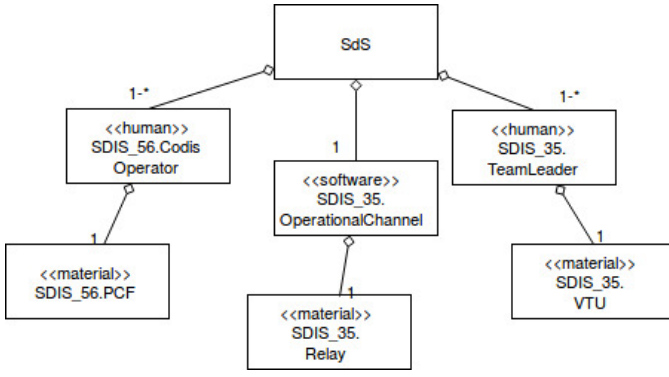 SdS
1-*
1-*
<<human>>
SDIS_56.Codis
Operator
1
<<human>>
SDIS_35.
TeamLeader
<<software>>
SDIS_35.
OperationalChannel
1
1
<<material>>
SDIS_56.PCF
<<material>>
SDIS_35.
VTU
1
<<material>>
SDIS_35.
Relay